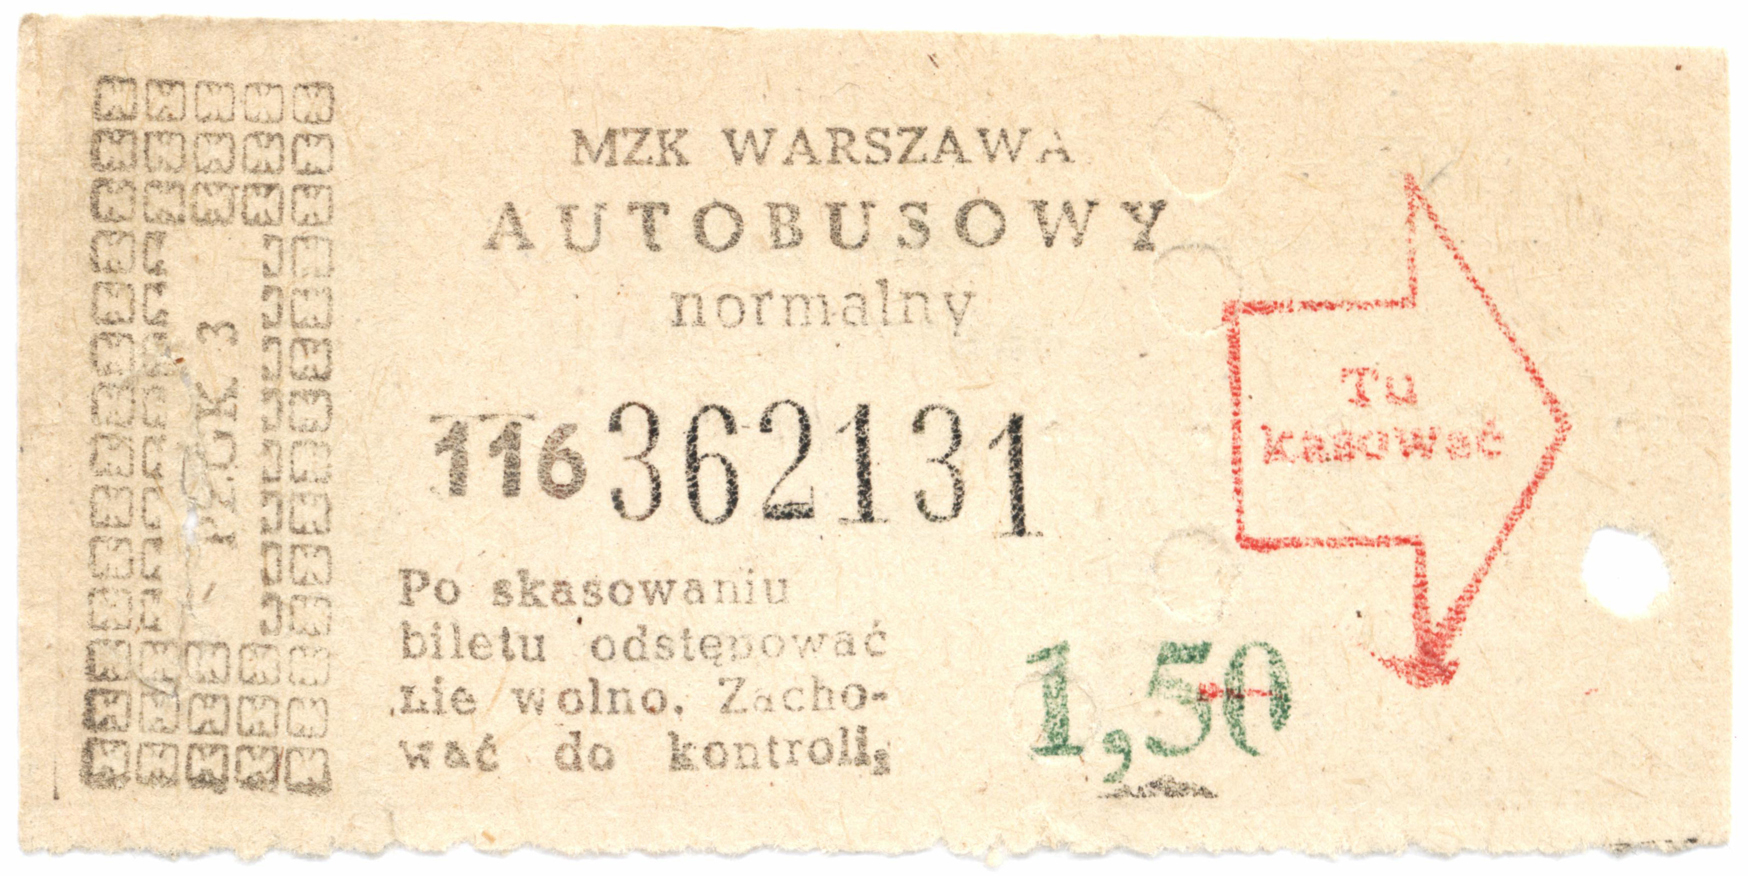 MZK WARSZAWA
AUTOBUSOWY
normalny
116 362131
Po skasowaniu
biletu odstępować
nie wolno. Zacho-
wać do kontroli,
1,50
Tu
kasować
PZGK 3